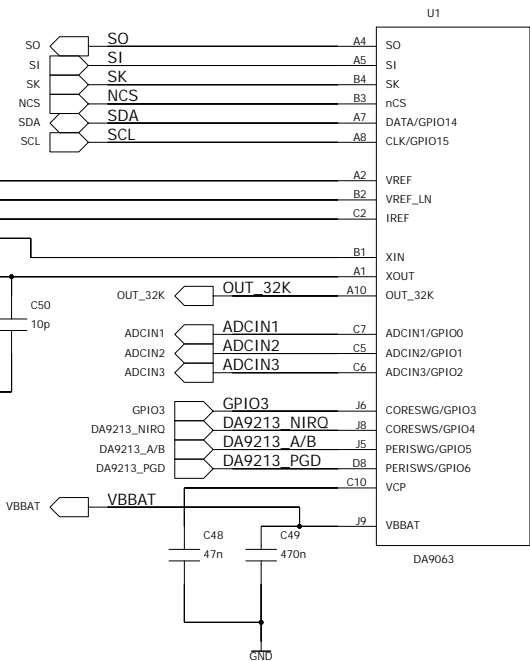 U1
SO SO A4 SO
SI SI A5 SI
SK SK B4 SK
NCS NCS B3 nCS
SDA SDA A7 DATA/GPIO14
SCL SCL A8 CLK/GPIO15
A2 VREF
B2 VREF_LN
C2 IREF
B1 XIN
A1 XOUT
OUT_32K OUT_32K A10 OUT_32K
C50
10p
ADCIN1 ADCIN1 C7 ADCIN1/GPIO0
ADCIN2 ADCIN2 C5 ADCIN2/GPIO1
ADCIN3 ADCIN3 C6 ADCIN3/GPIO2
GPIO3 GPIO3 J6 CORESWG/GPIO3
DA9213_NIRQ DA9213_NIRQ J8 CORESWS/GPIO4
DA9213_A/B DA9213_A/B J5 PERISWG/GPIO5
DA9213_PGD DA9213_PGD D8 PERISWS/GPIO6
C10 VCP
VBBAT VBBAT
J9 VBBAT
C48 C49
47n 470n
DA9063
GND